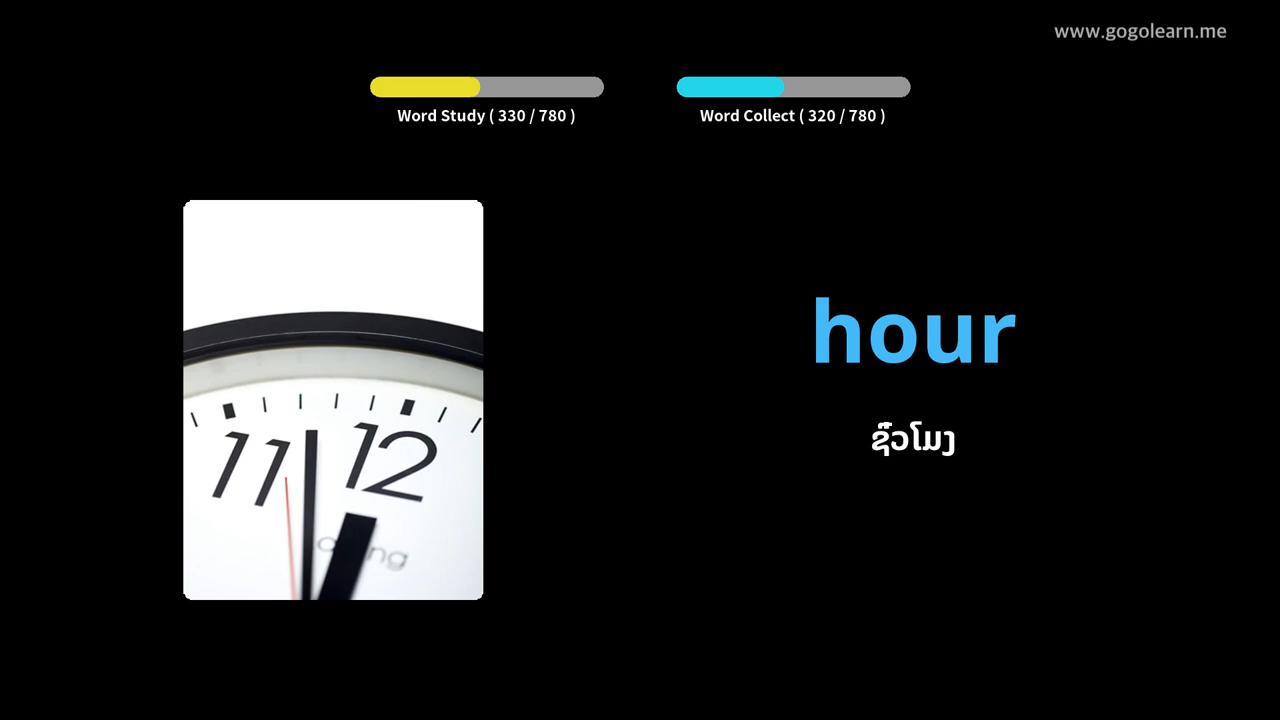 www.gogolearn.me
Word Study ( 330 / 780 )
Word Collect ( 320 / 780 )
11 12
hour
ຊົ່ວໂມງ